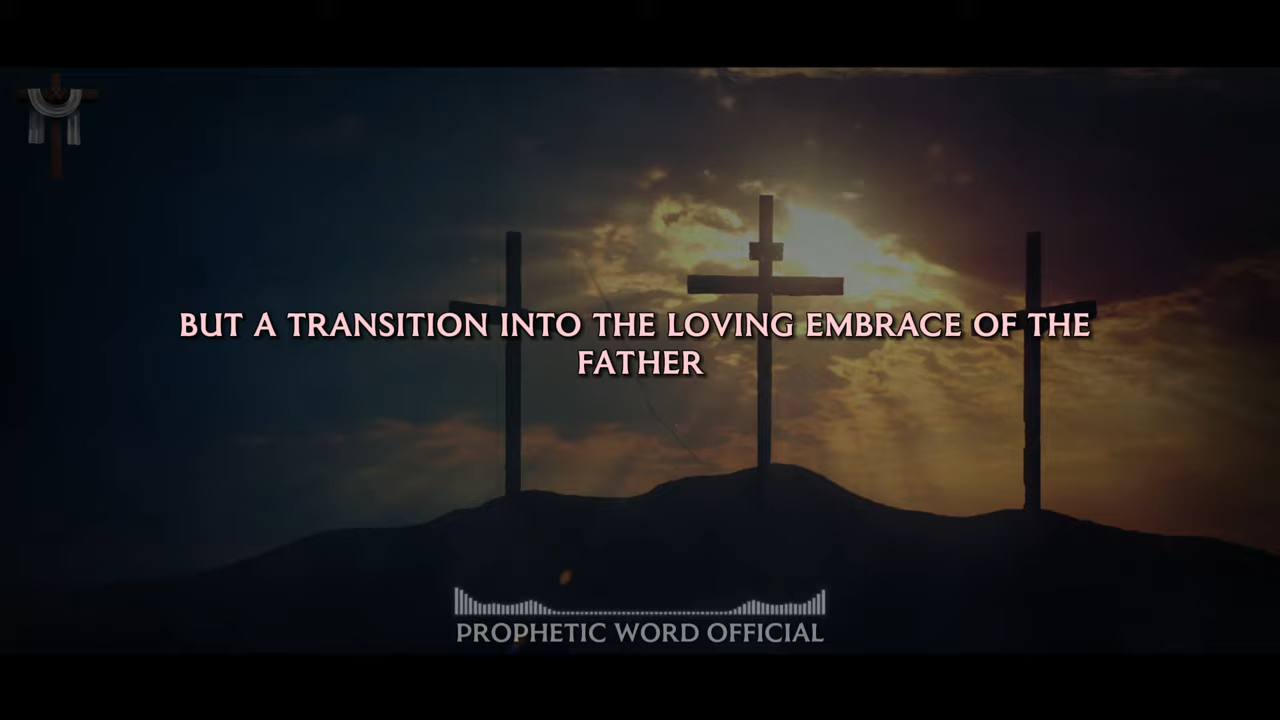 BUT A TRANSITION INTO THE LOVING EMBRACE OF THE
FATHER
PROPHETIC WORD OFFICIAL